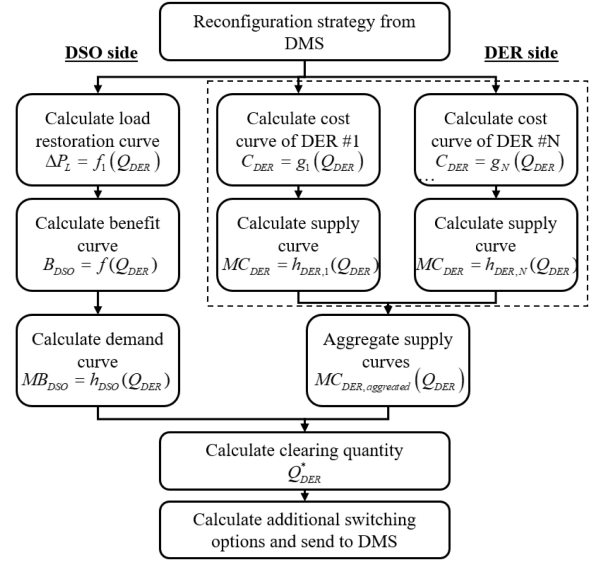 Reconfiguration strategy from
DMS
DSO side
DER side
Calculate load
restoration curve
ΔP_L = f_1(Q_DER)
Calculate cost
curve of DER #1
C_DER = g_1(Q_DER)
Calculate cost
curve of DER #N
C_DER = g_N(Q_DER)
...
Calculate benefit
curve
B_DSO = f(Q_DER)
Calculate supply
curve
MC_DER = h_DER,1(Q_DER)
Calculate supply
curve
MC_DER = h_DER,N(Q_DER)
Calculate demand
curve
MB_DSO = h_DSO(Q_DER)
Aggregate supply
curves
MC_DER,aggreated(Q_DER)
Calculate clearing quantity
Q*_DER
Calculate additional switching
options and send to DMS